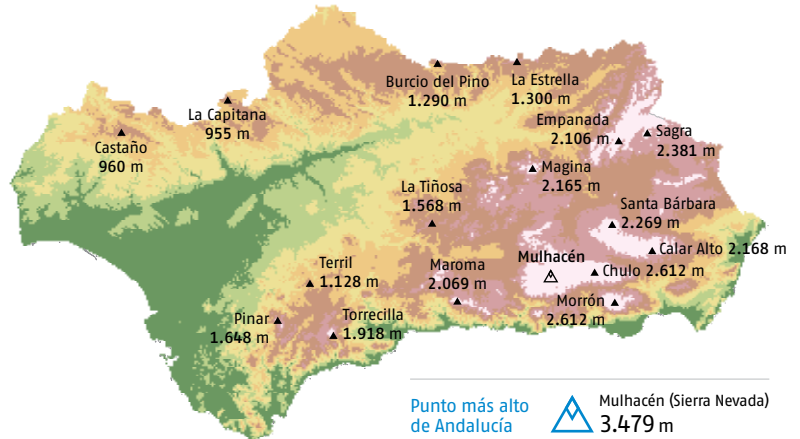 Burcio del Pino
1.290 m
La Estrella
1.300 m
La Capitana
955 m
Castaño
960 m
Empanada
2.106 m
Sagra
2.381 m
Magina
2.165 m
La Tiñosa
1.568 m
Santa Bárbara
2.269 m
Calar Alto 2.168 m
Mulhacén
Chulo 2.612 m
Terril
1.128 m
Maroma
2.069 m
Morrón
2.612 m
Pinar
1.648 m
Torrecilla
1.918 m
Punto más alto
de Andalucía
Mulhacén (Sierra Nevada)
3.479 m